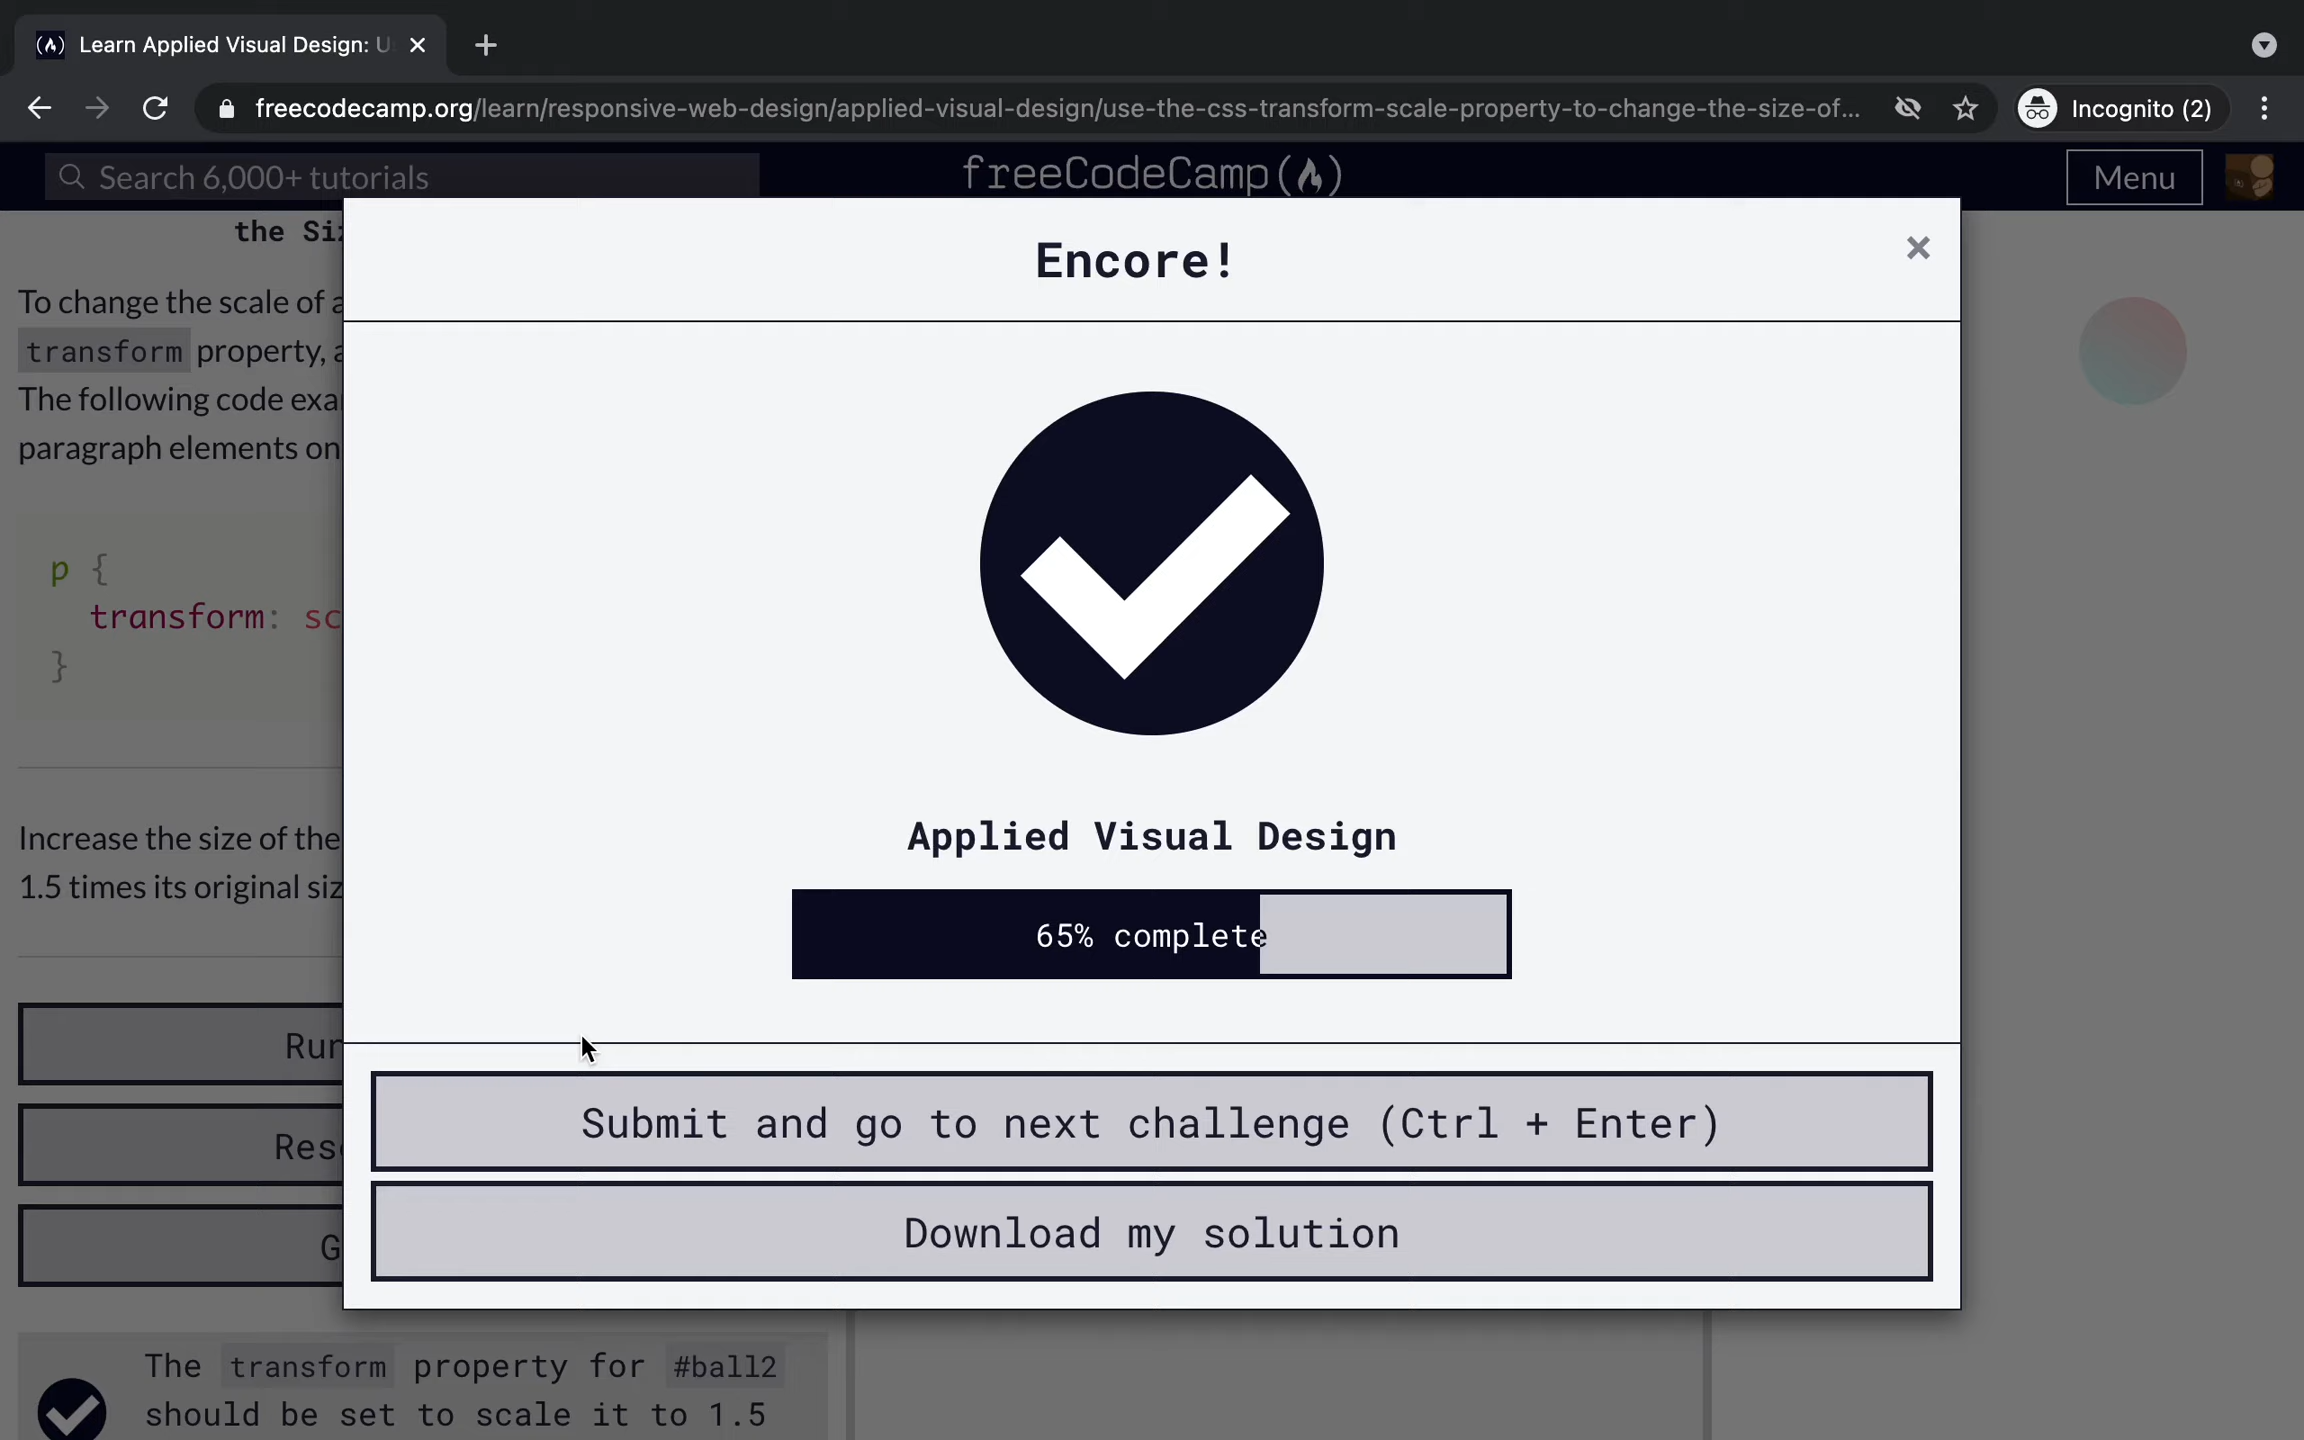 Learn Applied Visual Design: U
freecodecamp.org/learn/responsive-web-design/applied-visual-design/use-the-css-transform-scale-property-to-change-the-size-of...
Incognito (2)
Search 6,000+ tutorials
freeCodeCamp
Menu
the Siz
To change the scale of a
transform property, a
The following code exa
paragraph elements on
p {
transform: sc
}
Increase the size of the
1.5 times its original siz
Run
Rese
G
The transform property for #ball2
should be set to scale it to 1.5
Encore!
Applied Visual Design
65% complete
Submit and go to next challenge (Ctrl + Enter)
Download my solution